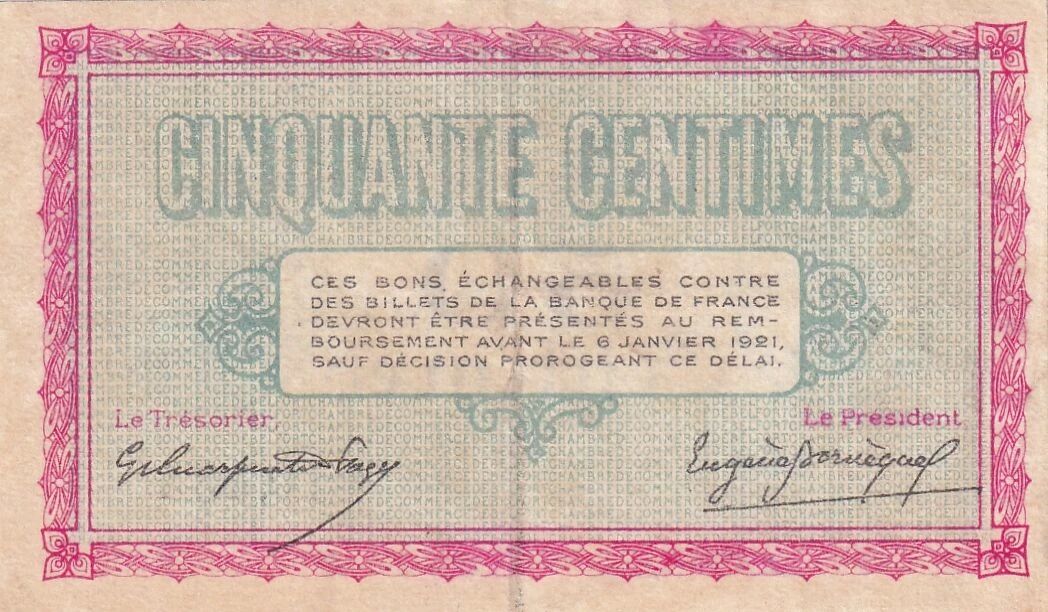 CINQUANTE CENTIMES
CES BONS, ÉCHANGEABLES CONTRE
DES BILLETS DE LA BANQUE DE FRANCE
DEVRONT ÊTRE PRÉSENTÉS AU REM-
BOURSEMENT AVANT LE 6 JANVIER 1921,
SAUF DÉCISION PROROGEANT CE DÉLAI.
Le Trésorier,
Le Président